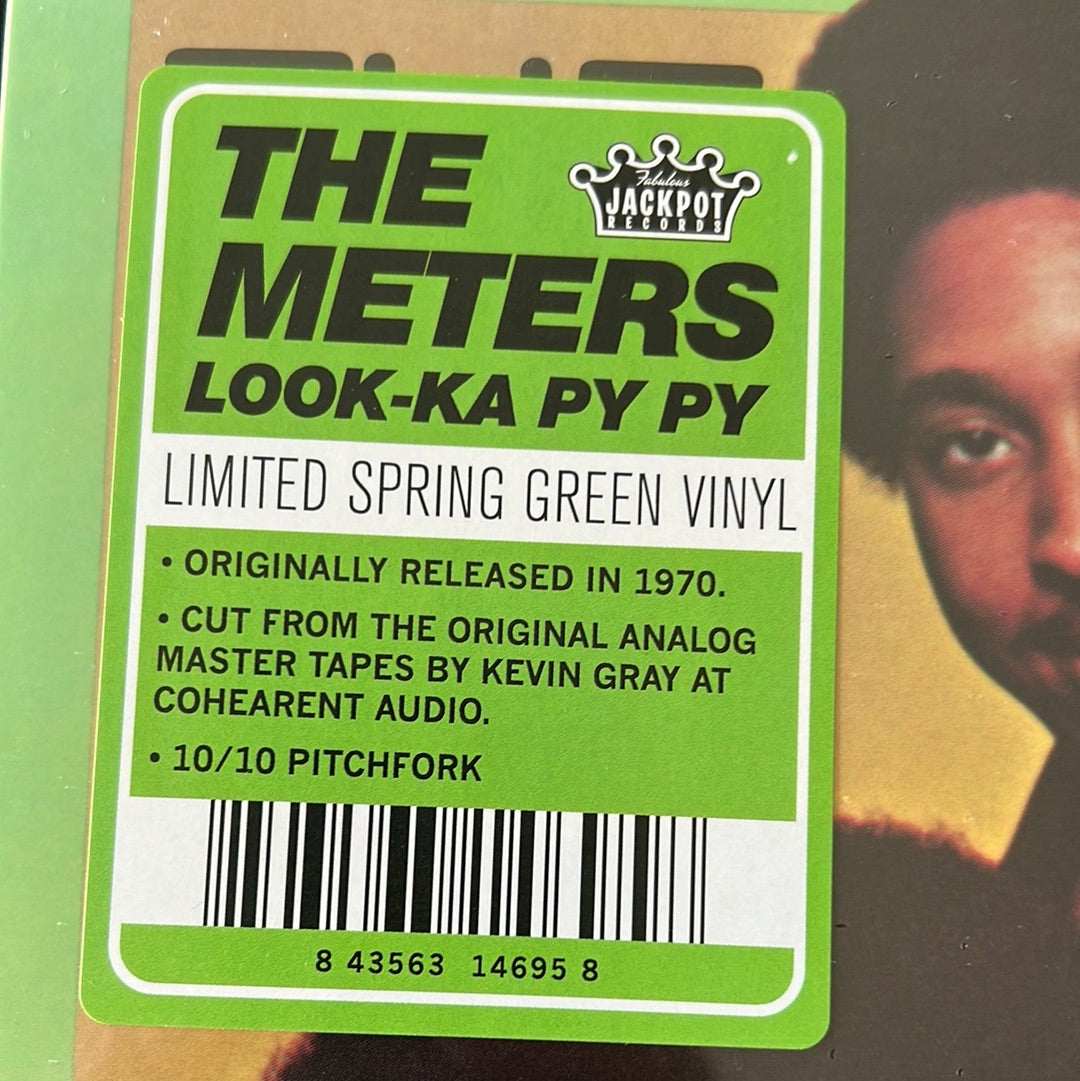 THE
METERS
LOOK-KA PY PY
Fabulous
JACKPOT
RECORDS
LIMITED SPRING GREEN VINYL
• ORIGINALLY RELEASED IN 1970.
• CUT FROM THE ORIGINAL ANALOG
MASTER TAPES BY KEVIN GRAY AT
COHEARENT AUDIO.
• 10/10 PITCHFORK
8 43563 14695 8